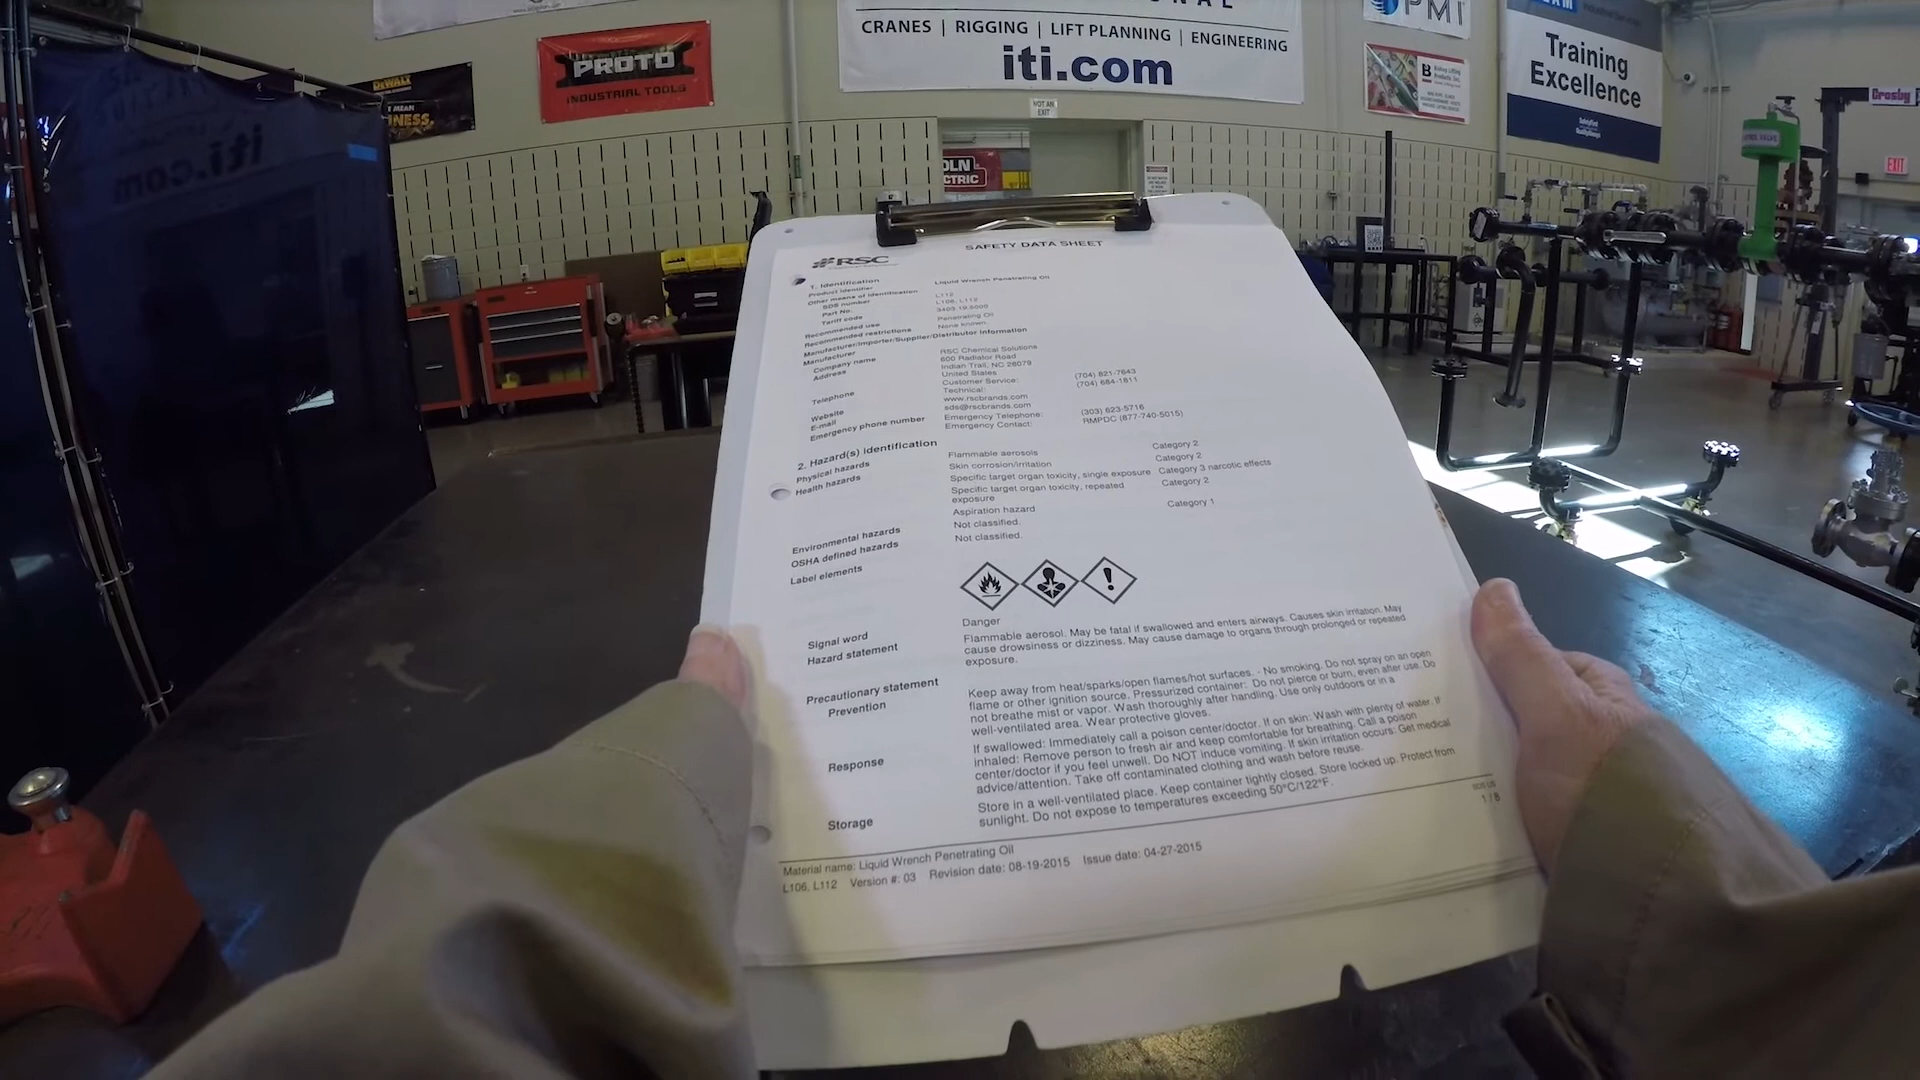 CRANES | RIGGING | LIFT PLANNING | ENGINEERING
iti.com
PROTO
INDUSTRIAL TOOLS
DEWALT
MEAN
NESS.
PMI
Training
Excellence
Crosby
EXIT
NOT AN
EXIT
OLN
CTRIC
iti.com
SAFETY DATA SHEET
RSC
1. Identification
Product identifier Liquid Wrench Penetrating Oil
Other means of identification
SDS number L112
Part No. L106, L112
Tariff code 3403.19.5000
Recommended use Penetrating Oil
Recommended restrictions None known.
Manufacturer/Importer/Supplier/Distributor information
Manufacturer
Company name RSC Chemical Solutions
Address 600 Radiator Road
Indian Trail, NC 28079
United States
Telephone Customer Service: (704) 821-7643
Technical: (704) 684-1811
Website www.rscbrands.com
E-mail sds@rscbrands.com
Emergency phone number Emergency Telephone: (303) 623-5716
Emergency Contact: RMPDC (877-740-5015)
2. Hazard(s) identification
Physical hazards Flammable aerosols Category 2
Health hazards Skin corrosion/irritation Category 2
Specific target organ toxicity, single exposure Category 3 narcotic effects
Specific target organ toxicity, repeated Category 2
exposure
Aspiration hazard Category 1
Environmental hazards Not classified.
OSHA defined hazards Not classified.
Label elements
Signal word Danger
Hazard statement Flammable aerosol. May be fatal if swallowed and enters airways. Causes skin irritation. May
cause drowsiness or dizziness. May cause damage to organs through prolonged or repeated
exposure.
Precautionary statement
Prevention Keep away from heat/sparks/open flames/hot surfaces. - No smoking. Do not spray on an open
flame or other ignition source. Pressurized container: Do not pierce or burn, even after use. Do
not breathe mist or vapor. Wash thoroughly after handling. Use only outdoors or in a
well-ventilated area. Wear protective gloves.
Response If swallowed: Immediately call a poison center/doctor. If on skin: Wash with plenty of water. If
inhaled: Remove person to fresh air and keep comfortable for breathing. Call a poison
center/doctor if you feel unwell. Do NOT induce vomiting. If skin irritation occurs: Get medical
advice/attention. Take off contaminated clothing and wash before reuse.
Storage Store in a well-ventilated place. Keep container tightly closed. Store locked up. Protect from
sunlight. Do not expose to temperatures exceeding 50°C/122°F.
Material name: Liquid Wrench Penetrating Oil SDS US
L106, L112 Version #: 03 Revision date: 08-19-2015 Issue date: 04-27-2015 1 / 8